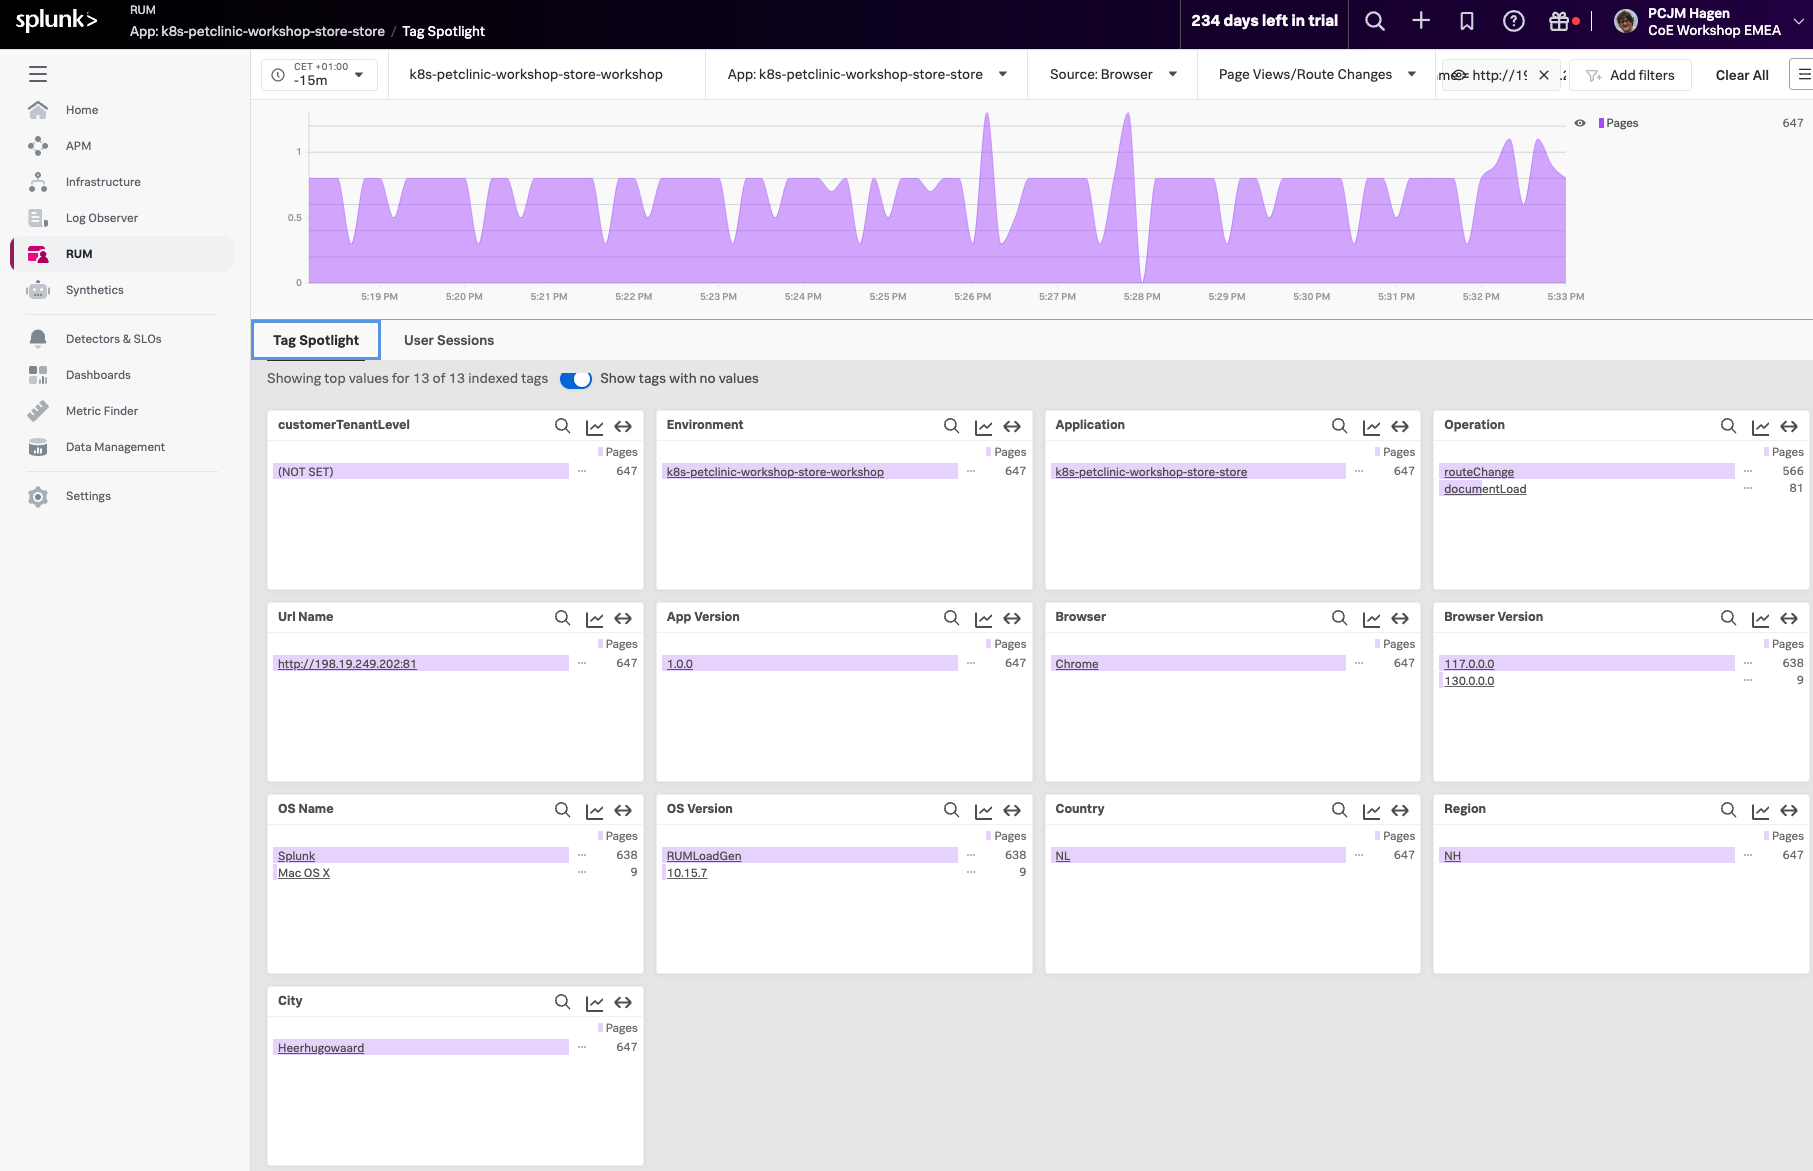 splunk>
RUM
App: k8s-petclinic-workshop-store-store / Tag Spotlight
234 days left in trial
PCJM Hagen
CoE Workshop EMEA
Home
APM
Infrastructure
Log Observer
RUM
Synthetics
Detectors & SLOs
Dashboards
Metric Finder
Data Management
Settings
CET +01:00
-15m
k8s-petclinic-workshop-store-workshop
App: k8s-petclinic-workshop-store-store
Source: Browser
Page Views/Route Changes
http://19
Add filters
Clear All
1
0.5
0
5:19 PM 5:20 PM 5:21 PM 5:22 PM 5:23 PM 5:24 PM 5:25 PM 5:26 PM 5:27 PM 5:28 PM 5:29 PM 5:30 PM 5:31 PM 5:32 PM 5:33 PM
Pages 647
Tag Spotlight
User Sessions
Showing top values for 13 of 13 indexed tags
Show tags with no values
customerTenantLevel
Pages
(NOT SET) ... 647
Environment
Pages
k8s-petclinic-workshop-store-workshop ... 647
Application
Pages
k8s-petclinic-workshop-store-store ... 647
Operation
Pages
routeChange ... 566
documentLoad ... 81
Url Name
Pages
http://198.19.249.202:81 ... 647
App Version
Pages
1.0.0 ... 647
Browser
Pages
Chrome ... 647
Browser Version
Pages
117.0.0.0 ... 638
130.0.0.0 ... 9
OS Name
Pages
Splunk ... 638
Mac OS X ... 9
OS Version
Pages
RUMLoadGen ... 638
10.15.7 ... 9
Country
Pages
NL ... 647
Region
Pages
NH ... 647
City
Pages
Heerhugowaard ... 647